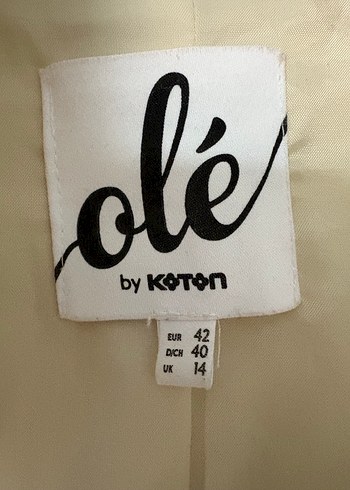 olé
by KOTON
EUR 42
D/CH 40
UK 14